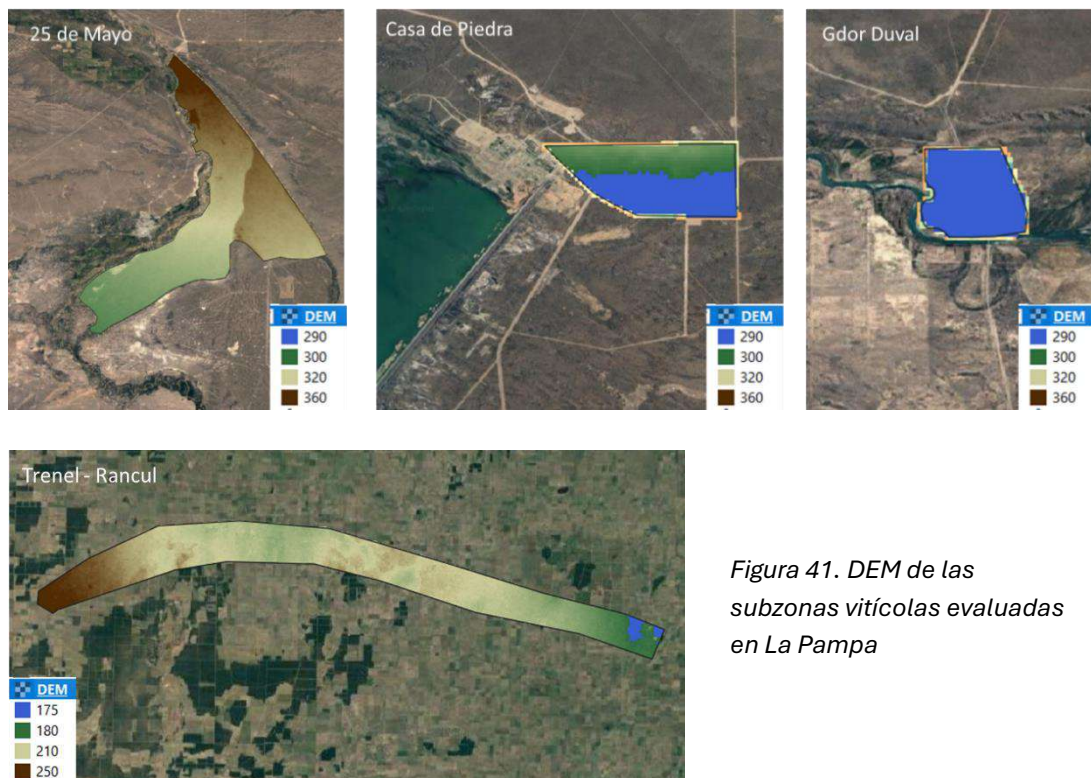 25 de Mayo
DEM
290
300
320
360
Casa de Piedra
DEM
290
300
320
360
Gdor Duval
DEM
290
300
320
360
Trenel - Rancul
DEM
175
180
210
250
Figura 41. DEM de las
subzonas vitícolas evaluadas
en La Pampa